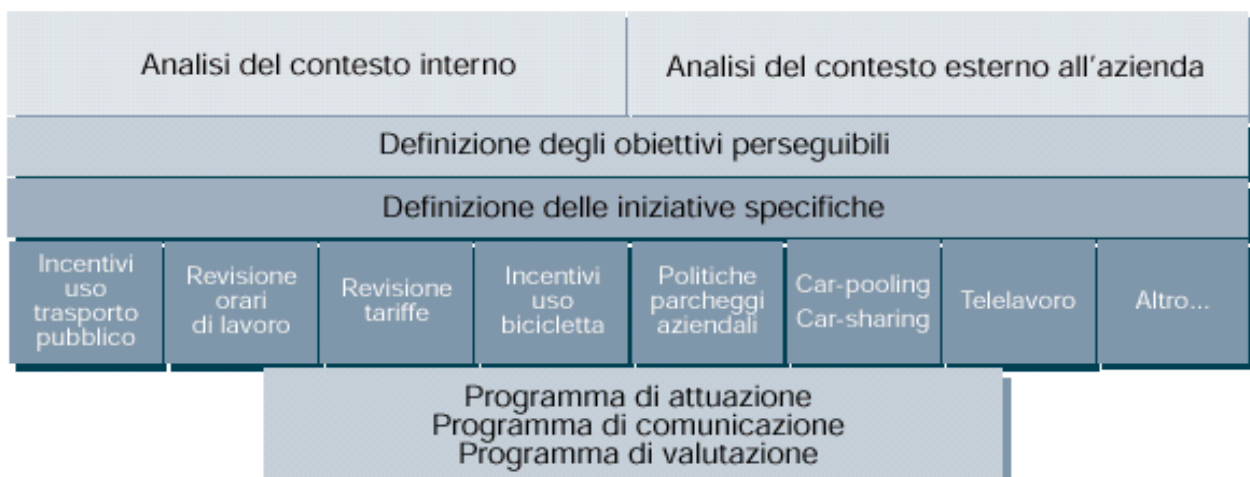 Analisi del contesto interno
Analisi del contesto esterno all'azienda
Definizione degli obiettivi perseguibili
Definizione delle iniziative specifiche
Incentivi
uso
trasporto
pubblico
Revisione
orari
di lavoro
Revisione
tariffe
Incentivi
uso
bicicletta
Politiche
parcheggi
aziendali
Car-pooling
Car-sharing
Telelavoro
Altro...
Programma di attuazione
Programma di comunicazione
Programma di valutazione